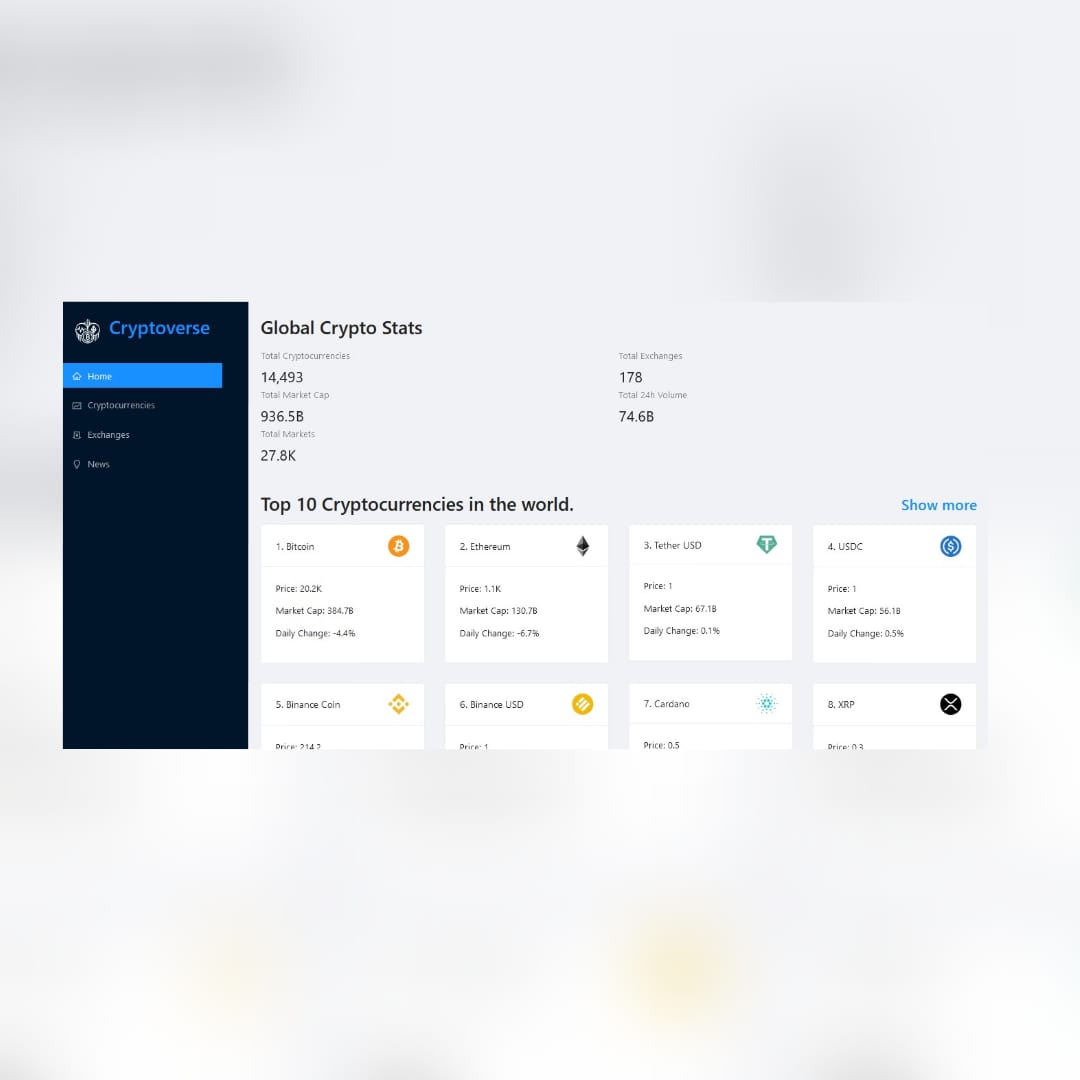 Cryptoverse
Home
Cryptocurrencies
Exchanges
News
Global Crypto Stats
Total Cryptocurrencies
14,493
Total Exchanges
178
Total Market Cap
936.5B
Total 24h Volume
74.6B
Total Markets
27.8K
Top 10 Cryptocurrencies in the world.
Show more
1. Bitcoin
Price: 20.2K
Market Cap: 384.7B
Daily Change: -4.4%
2. Ethereum
Price: 1.1K
Market Cap: 130.7B
Daily Change: -6.7%
3. Tether USD
Price: 1
Market Cap: 67.1B
Daily Change: 0.1%
4. USDC
Price: 1
Market Cap: 56.1B
Daily Change: 0.5%
5. Binance Coin
Price: 214.2
6. Binance USD
Price: 1
7. Cardano
Price: 0.5
8. XRP
Price: 0.3